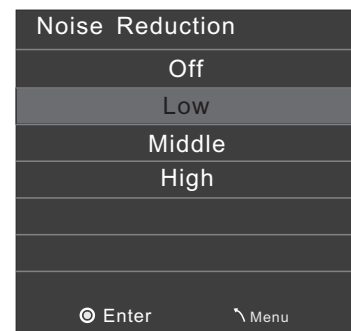 Noise Reduction
Off
Low
Middle
High
Enter Menu